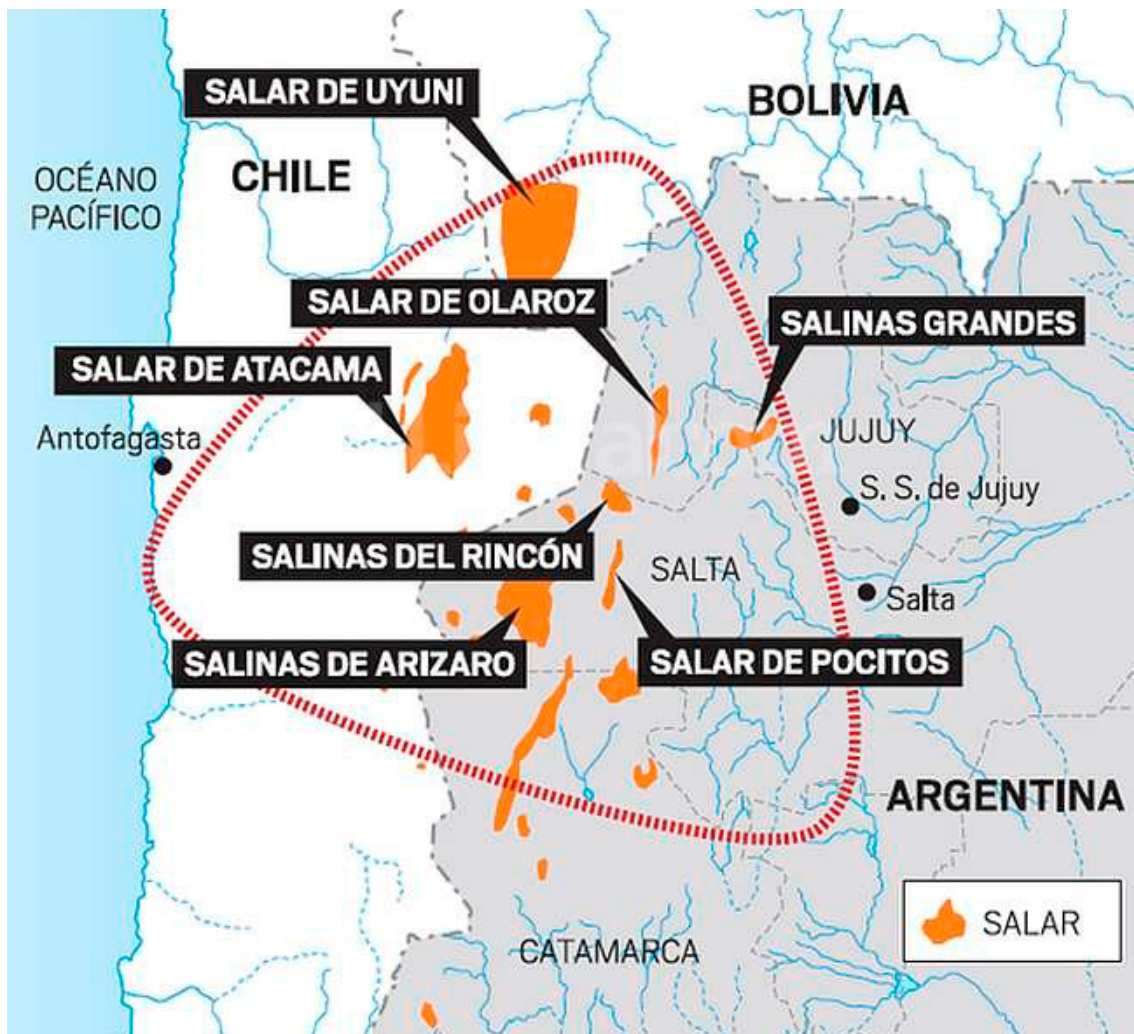 SALAR DE UYUNI
BOLIVIA
OCÉANO
PACÍFICO
CHILE
SALAR DE OLAROZ
SALINAS GRANDES
SALAR DE ATACAMA
Antofagasta
JUJUY
S. S. de Jujuy
SALINAS DEL RINCÓN
SALTA
Salta
SALINAS DE ARIZARO
SALAR DE POCITOS
ARGENTINA
SALAR
CATAMARCA